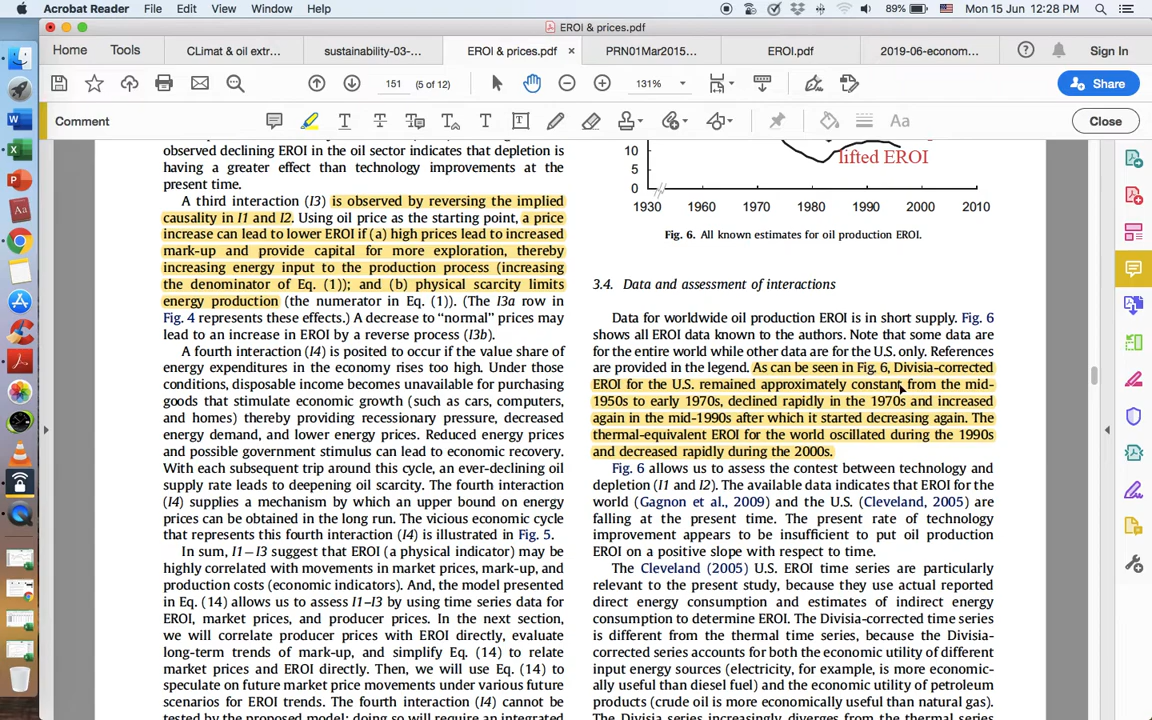 Acrobat Reader File Edit View Window Help 89% Mon 15 Jun 12:28 PM
EROI & prices.pdf
Home Tools CLimat & oil extr... sustainability-03-... EROI & prices.pdf × PRN01Mar2015... EROI.pdf 2019-06-econom... Sign In
151 (5 of 12) 131% Share
Comment Close
observed declining EROI in the oil sector indicates that depletion is
having a greater effect than technology improvements at the
present time.
A third interaction (I3) is observed by reversing the implied
causality in I1 and I2. Using oil price as the starting point, a price
increase can lead to lower EROI if (a) high prices lead to increased
mark-up and provide capital for more exploration, thereby
increasing energy input to the production process (increasing
the denominator of Eq. (1)); and (b) physical scarcity limits
energy production (the numerator in Eq. (1)). (The I3a row in
Fig. 4 represents these effects.) A decrease to “normal” prices may
lead to an increase in EROI by a reverse process (I3b).
A fourth interaction (I4) is posited to occur if the value share of
energy expenditures in the economy rises too high. Under those
conditions, disposable income becomes unavailable for purchasing
goods that stimulate economic growth (such as cars, computers,
and homes) thereby providing recessionary pssure, decreased
energy demand, and lower energy prices. Reduced energy prices
and possible government stimulus can lead to economic recovery.
With each subsequent trip around this cycle, an ever-declining oil
supply rate leads to deepening oil scarcity. The fourth interaction
(I4) supplies a mechanism by which an upper bound on energy
prices can be obtained in the long run. The vicious economic cycle
that represents this fourth interaction (I4) is illustrated in Fig. 5.
In sum, I1–I3 suggest that EROI (a physical indicator) may be
highly correlated with movements in market prices, mark-up, and
production costs (economic indicators). And, the model presented
in Eq. (14) allows us to assess I1–I3 by using time series data for
EROI, market prices, and producer prices. In the next section,
we will correlate producer prices with EROI directly, evaluate
long-term trends of mark-up, and simplify Eq. (14) to relate
market prices and EROI directly. Then, we will use Eq. (14) to
speculate on future market price movements under various future
scenarios for EROI trends. The fourth interaction (I4) cannot be
tested by the proposed model; doing so will require an integrated
10
5
0
lifted EROI
1930 1960 1970 1980 1990 2000 2010
Fig. 6. All known estimates for oil production EROI.
3.4. Data and assessment of interactions
Data for worldwide oil production EROI is in short supply. Fig. 6
shows all EROI data known to the authors. Note that some data are
for the entire world while other data are for the U.S. only. References
are provided in the legend. As can be seen in Fig. 6, Divisia-corrected
EROI for the U.S. remained approximately constant from the mid-
1950s to early 1970s, declined rapidly in the 1970s and increased
again in the mid-1990s after which it started decreasing again. The
thermal-equivalent EROI for the world oscillated during the 1990s
and decreased rapidly during the 2000s.
Fig. 6 allows us to assess the contest between technology and
depletion (I1 and I2). The available data indicates that EROI for the
world (Gagnon et al., 2009) and the U.S. (Cleveland, 2005) are
falling at the present time. The present rate of technology
improvement appears to be insufficient to put oil production
EROI on a positive slope with respect to time.
The Cleveland (2005) U.S. EROI time series are particularly
relevant to the present study, because they use actual reported
direct energy consumption and estimates of indirect energy
consumption to determine EROI. The Divisia-corrected time series
is different from the thermal time series, because the Divisia-
corrected series accounts for both the economic utility of different
input energy sources (electricity, for example, is more economic-
ally useful than diesel fuel) and the economic utility of petroleum
products (crude oil is more economically useful than natural gas).
The Divisia series increasingly diverges from the thermal series